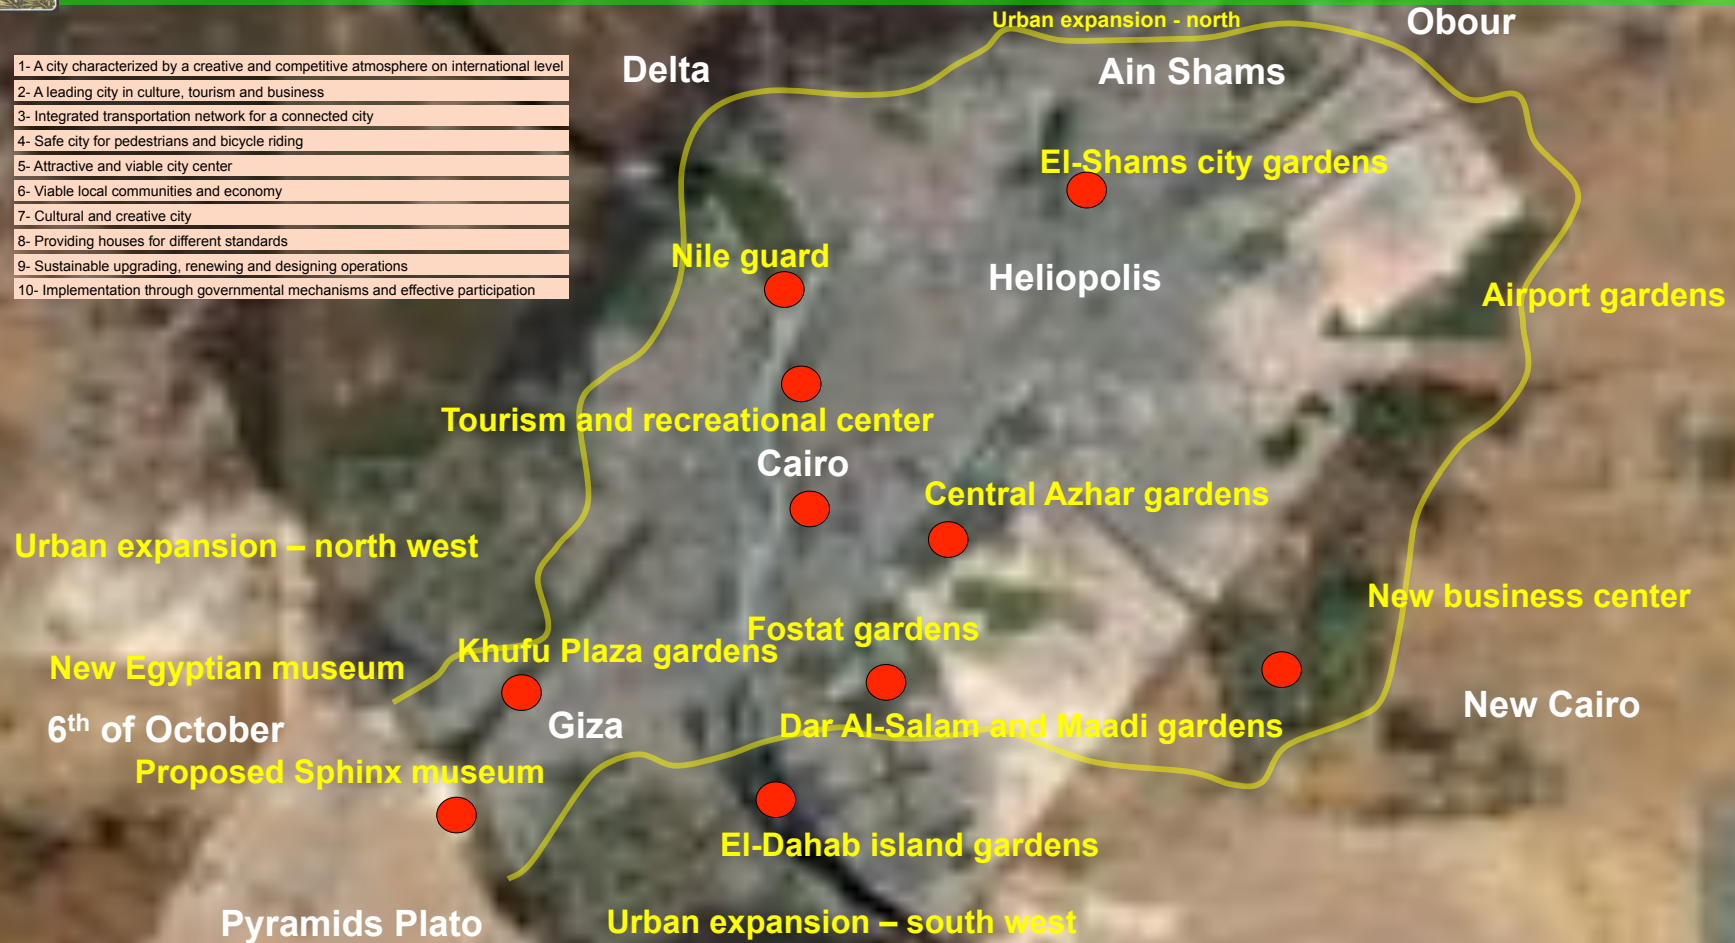 Urban expansion - north
Obour
1- A city characterized by a creative and competitive atmosphere on international level
2- A leading city in culture, tourism and business
3- Integrated transportation network for a connected city
4- Safe city for pedestrians and bicycle riding
5- Attractive and viable city center
6- Viable local communities and economy
7- Cultural and creative city
8- Providing houses for different standards
9- Sustainable upgrading, renewing and designing operations
10- Implementation through governmental mechanisms and effective participation
Delta
Ain Shams
El-Shams city gardens
Nile guard
Heliopolis
Airport gardens
Tourism and recreational center
Cairo
Central Azhar gardens
Urban expansion – north west
New business center
Fostat gardens
Khufu Plaza gardens
New Egyptian museum
6th of October
Giza
Dar Al-Salam and Maadi gardens
New Cairo
Proposed Sphinx museum
El-Dahab island gardens
Pyramids Plato
Urban expansion – south west